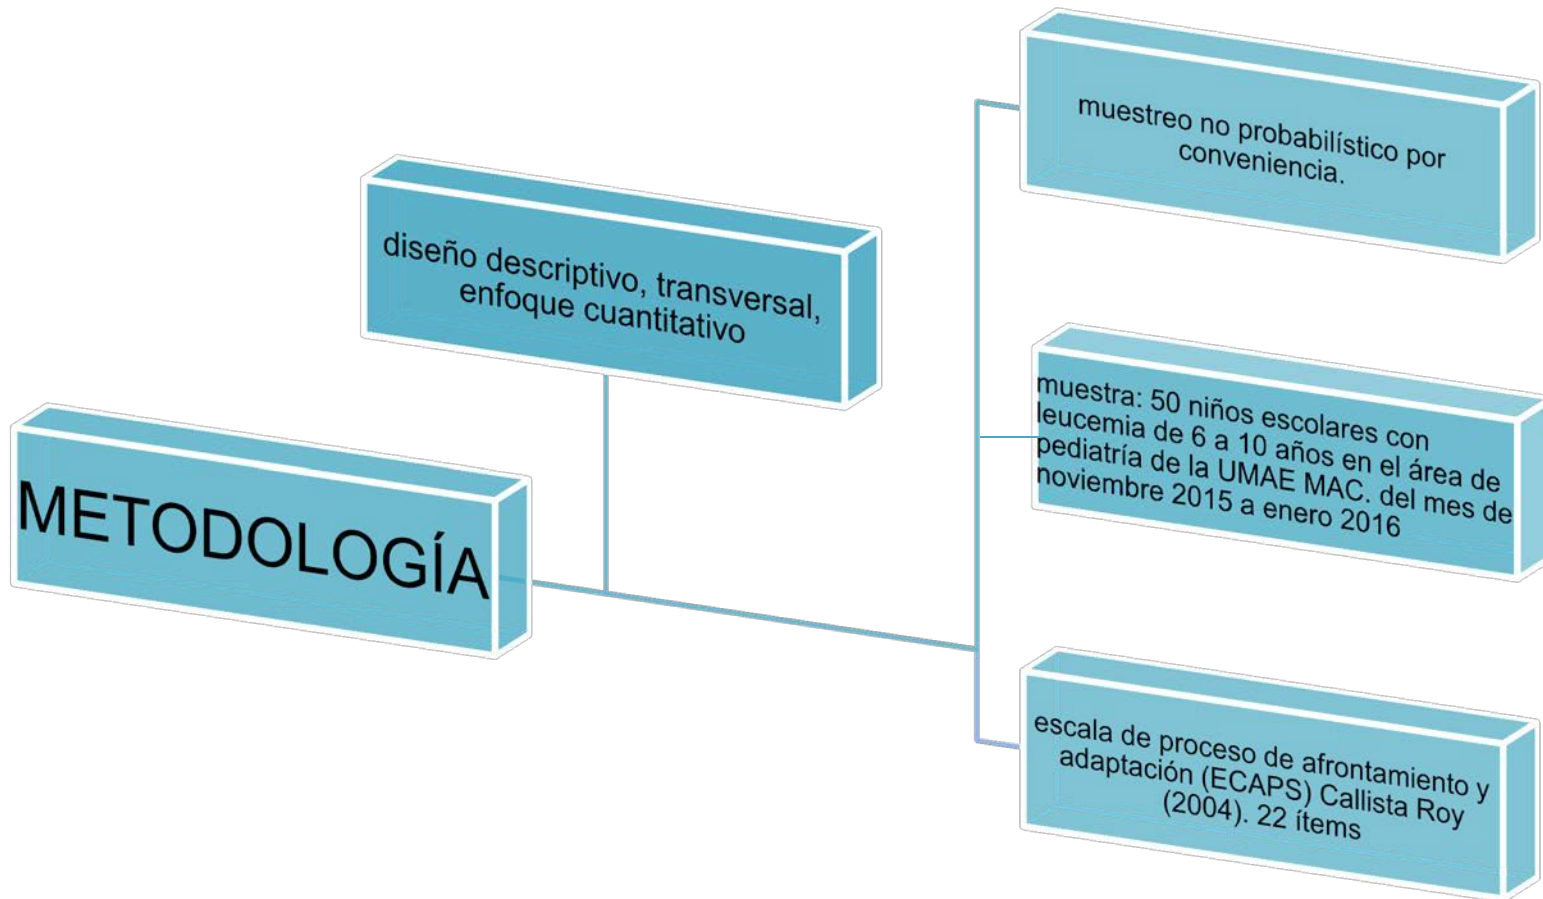 METODOLOGÍA
diseño descriptivo, transversal,
enfoque cuantitativo
muestreo no probabilístico por
conveniencia.
muestra: 50 niños escolares con
leucemia de 6 a 10 años en el área de
pediatría de la UMAE MAC. del mes de
noviembre 2015 a enero 2016
escala de proceso de afrontamiento y
adaptación (ECAPS) Callista Roy
(2004). 22 ítems